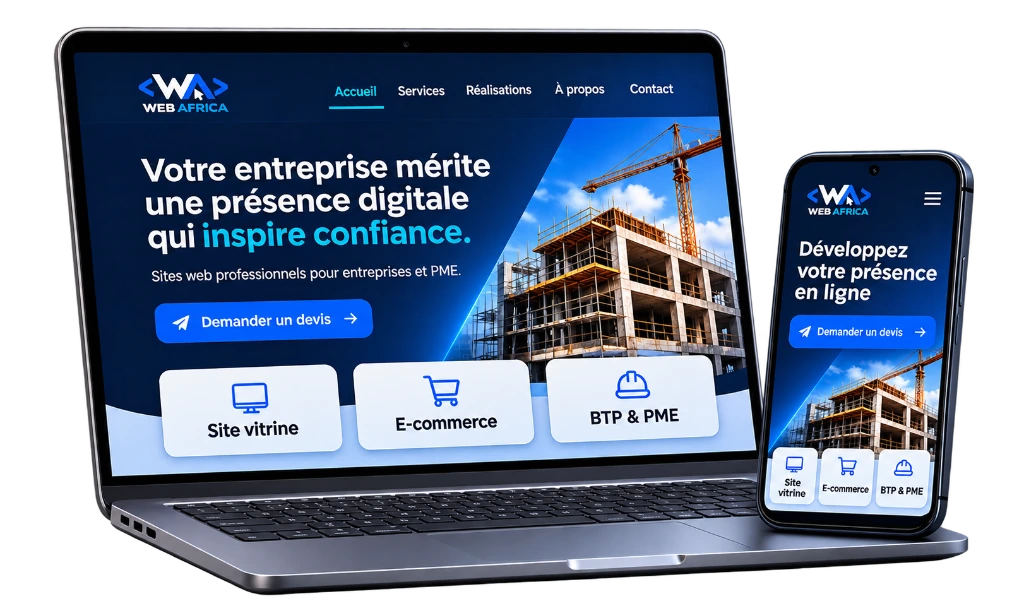 WEB AFRICA
Accueil
Services
Réalisations
À propos
Contact
Votre entreprise mérite
une présence digitale
qui inspire confiance.
Sites web professionnels pour entreprises et PME.
Demander un devis
Site vitrine
E-commerce
BTP & PME
WEB AFRICA
Développez
votre présence
en ligne
Demander un devis
Site
vitrine
E-commerce
BTP & PME